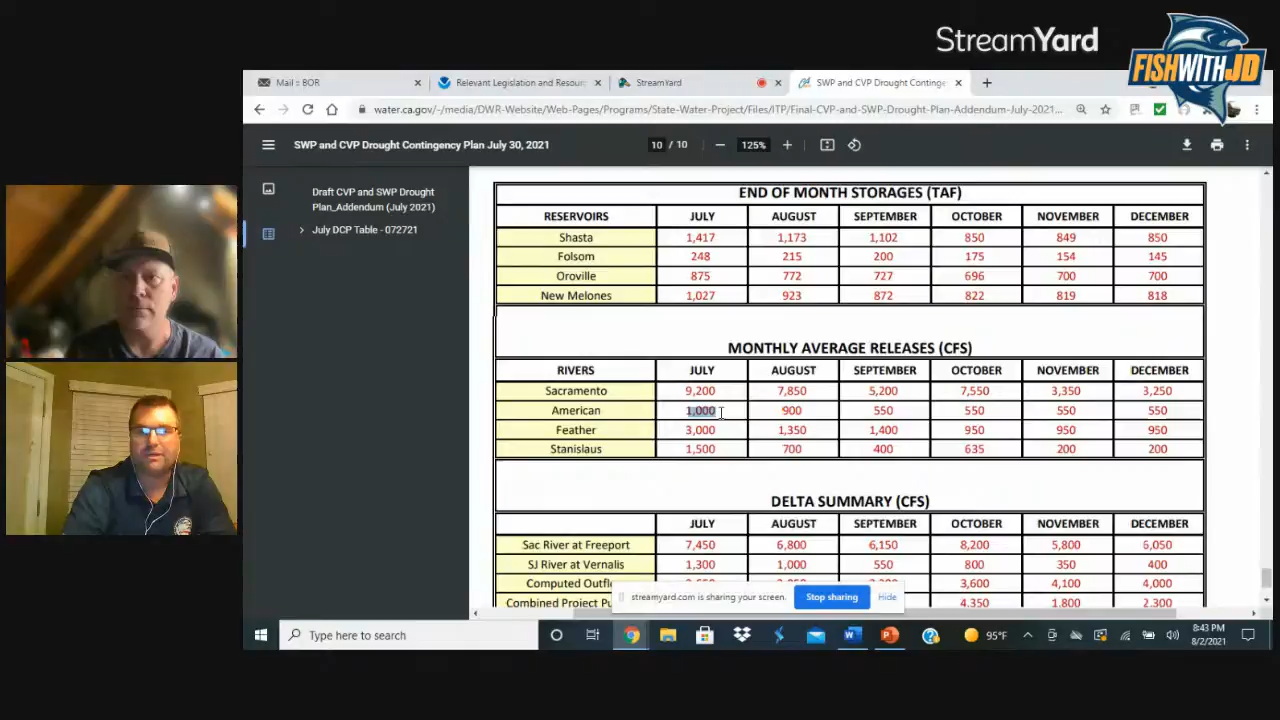 StreamYard
FISHWITHJD
Mail's BOR
Relevant Legislation and Resour
StreamYard
SWP and CVP Drought Continge
water.ca.gov/-/media/DWR-Website/Web-Pages/Programs/State-Water-Project/Files/ITP/Final-CVP-and-SWP-Drought-Plan-Addendum-July-2021...
SWP and CVP Drought Contingency Plan July 30, 2021
10 / 10
125%
Draft CVP and SWP Drought
Plan_Addendum (July 2021)
July DCP Table - 072721
END OF MONTH STORAGES (TAF)
RESERVOIRS JULY AUGUST SEPTEMBER OCTOBER NOVEMBER DECEMBER
Shasta 1,417 1,173 1,102 850 849 850
Folsom 248 215 200 175 154 145
Oroville 875 772 727 696 700 700
New Melones 1,027 923 872 822 819 818
MONTHLY AVERAGE RELEASES (CFS)
RIVERS JULY AUGUST SEPTEMBER OCTOBER NOVEMBER DECEMBER
Sacramento 9,200 7,850 5,200 7,550 3,350 3,250
American 1,000 900 550 550 550 550
Feather 3,000 1,350 1,400 950 950 950
Stanislaus 1,500 700 400 635 200 200
DELTA SUMMARY (CFS)
JULY AUGUST SEPTEMBER OCTOBER NOVEMBER DECEMBER
Sac River at Freeport 7,450 6,800 6,150 8,200 5,800 6,050
SJ River at Vernalis 1,300 1,000 550 800 350 400
Computed 3,600 4,100 4,000
Combined Project 4,350 1,800 2,300
streamyard.com is sharing your screen.
Stop sharing
Hide
Type here to search
95°F
8:43 PM
8/2/2021